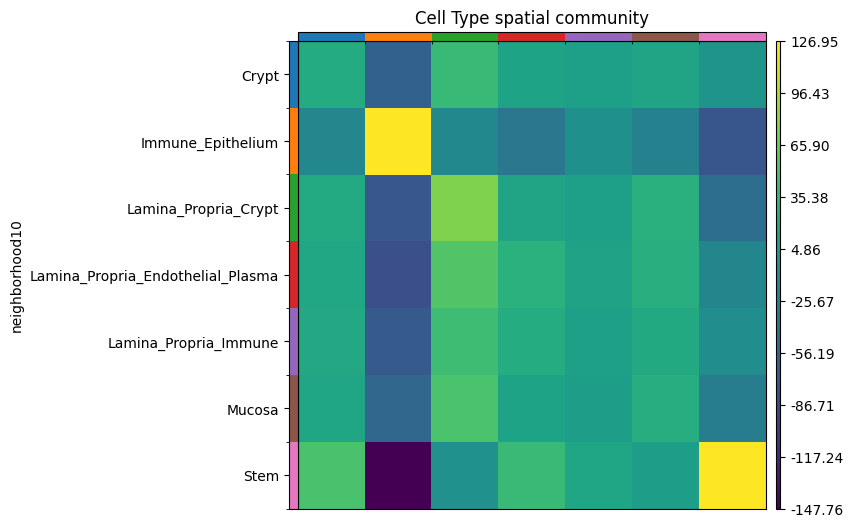 Cell Type spatial community
neighborhood10
Crypt
Immune_Epithelium
Lamina_Propria_Crypt
Lamina_Propria_Endothelial_Plasma
Lamina_Propria_Immune
Mucosa
Stem
126.95
96.43
65.90
35.38
4.86
-25.67
-56.19
-86.71
-117.24
-147.76